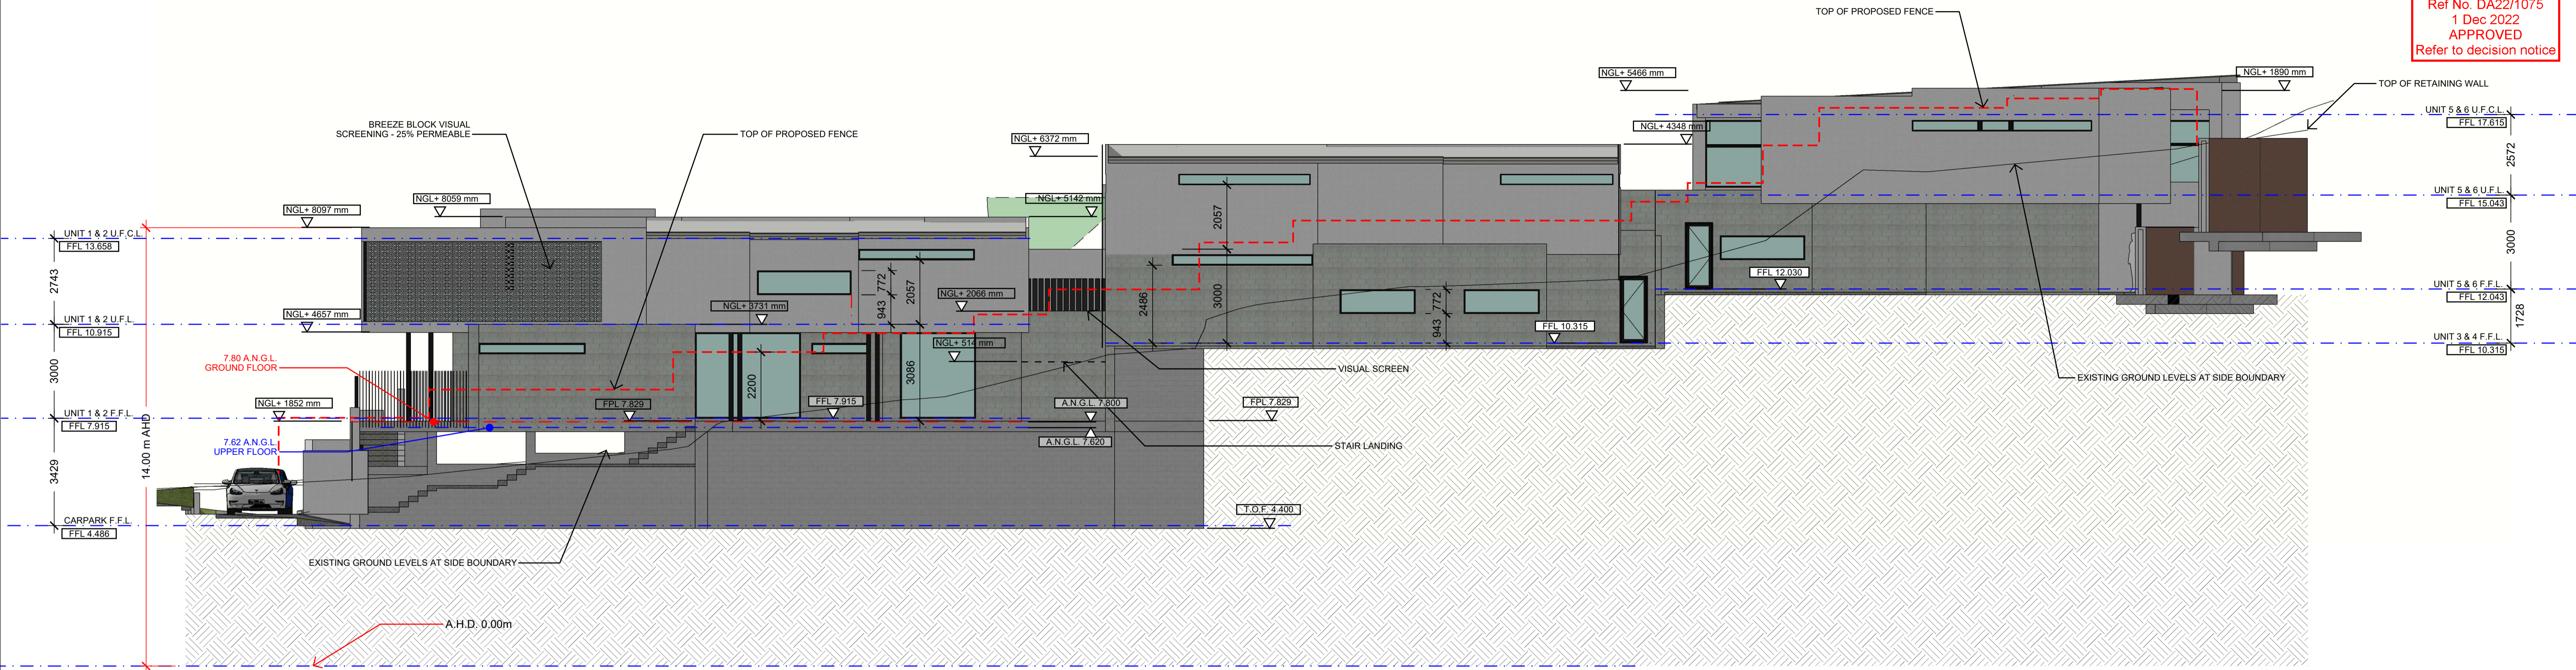 Ref No. DA22/1075
1 Dec 2022
APPROVED
Refer to decision notice
TOP OF PROPOSED FENCE
NGL+ 5466 mm
NGL+ 1890 mm
TOP OF RETAINING WALL
UNIT 5 & 6 U.F.C.L.
FFL 17.615
2572
BREEZE BLOCK VISUAL
SCREENING - 25% PERMEABLE
TOP OF PROPOSED FENCE
NGL+ 6372 mm
NGL+ 4348 mm
UNIT 5 & 6 U.F.L.
FFL 15.043
NGL+ 8097 mm
NGL+ 8059 mm
NGL+ 5142 mm
2057
3000
UNIT 1 & 2 U.F.C.L.
FFL 13.658
2743
943
772
2057
NGL+ 3731 mm
NGL+ 2066 mm
2486
3000
943
772
FFL 12.030
UNIT 5 & 6 F.F.L.
FFL 12.043
1728
UNIT 1 & 2 U.F.L.
FFL 10.915
NGL+ 4657 mm
FFL 10.315
UNIT 3 & 4 F.F.L.
FFL 10.315
7.80 A.N.G.L.
GROUND FLOOR
3000
NGL+ 514 mm
2200
3086
VISUAL SCREEN
EXISTING GROUND LEVELS AT SIDE BOUNDARY
NGL+ 1852 mm
FPL 7.829
FFL 7.915
A.N.G.L. 7.800
FPL 7.829
UNIT 1 & 2 F.F.L.
FFL 7.915
14.00 m AHD
7.62 A.N.G.L.
UPPER FLOOR
A.N.G.L. 7.620
STAIR LANDING
3429
T.O.F. 4.400
CARPARK F.F.L.
FFL 4.486
EXISTING GROUND LEVELS AT SIDE BOUNDARY
A.H.D. 0.00m